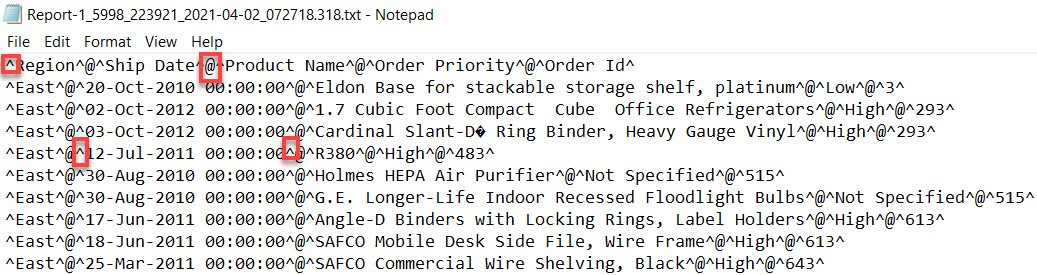 Report-1_5998_223921_2021-04-02_072718.318.txt - Notepad
File Edit Format View Help
^Region^@^Ship Date^@^Product Name^@^Order Priority^@^Order Id^
^East^@^20-Oct-2010 00:00:00^@^Eldon Base for stackable storage shelf, platinum^@^Low^@^3^
^East^@^02-Oct-2012 00:00:00^@^1.7 Cubic Foot Compact  Cube  Office Refrigerators^@^High^@^293^
^East^@^03-Oct-2012 00:00:00^@^Cardinal Slant-D� Ring Binder, Heavy Gauge Vinyl^@^High^@^293^
^East^@^12-Jul-2011 00:00:00^@^R380^@^High^@^483^
^East^@^30-Aug-2010 00:00:00^@^Holmes HEPA Air Purifier^@^Not Specified^@^515^
^East^@^30-Aug-2010 00:00:00^@^G.E. Longer-Life Indoor Recessed Floodlight Bulbs^@^Not Specified^@^515^
^East^@^17-Jun-2011 00:00:00^@^Angle-D Binders with Locking Rings, Label Holders^@^High^@^613^
^East^@^18-Jun-2011 00:00:00^@^SAFCO Mobile Desk Side File, Wire Frame^@^High^@^613^
^East^@^25-Mar-2011 00:00:00^@^SAFCO Commercial Wire Shelving, Black^@^High^@^643^